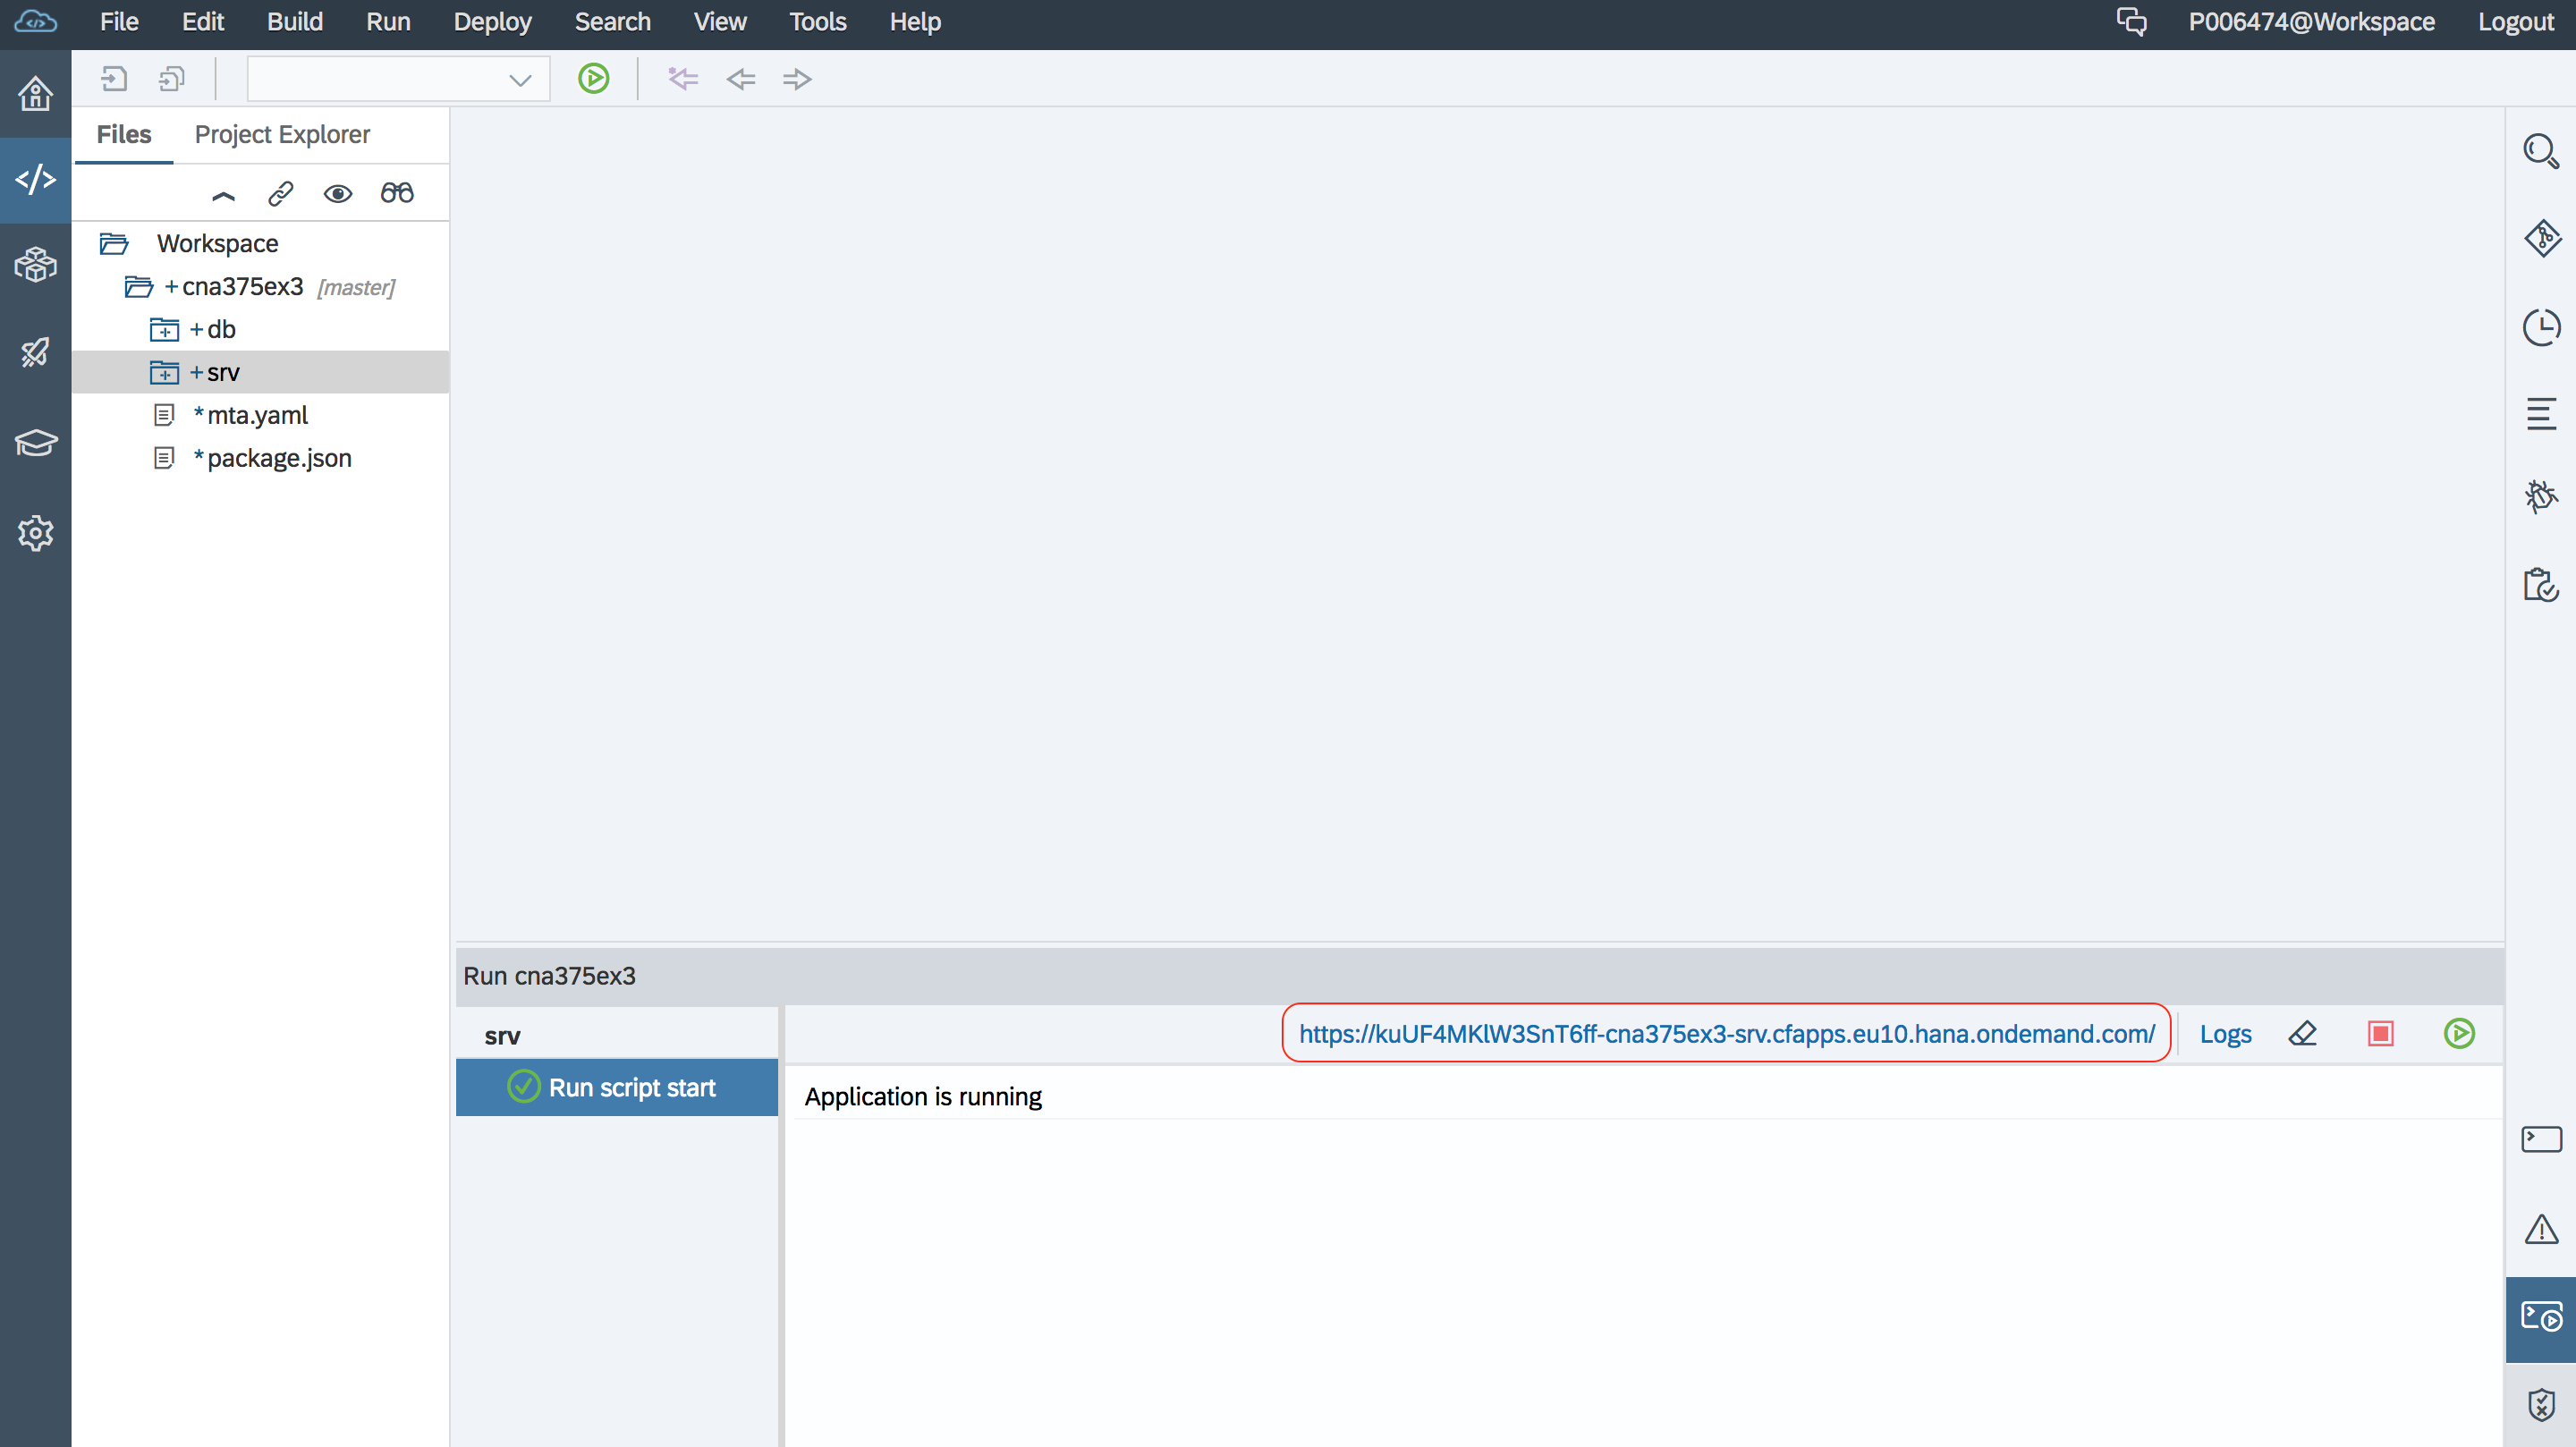 File Edit Build Run Deploy Search View Tools Help P006474@Workspace Logout
Files Project Explorer
Workspace
+cna375ex3 [master]
+db
+srv
*mta.yaml
*package.json
Run cna375ex3
srv
https://kuUF4MKlW3SnT6ff-cna375ex3-srv.cfapps.eu10.hana.ondemand.com/ Logs
Run script start
Application is running